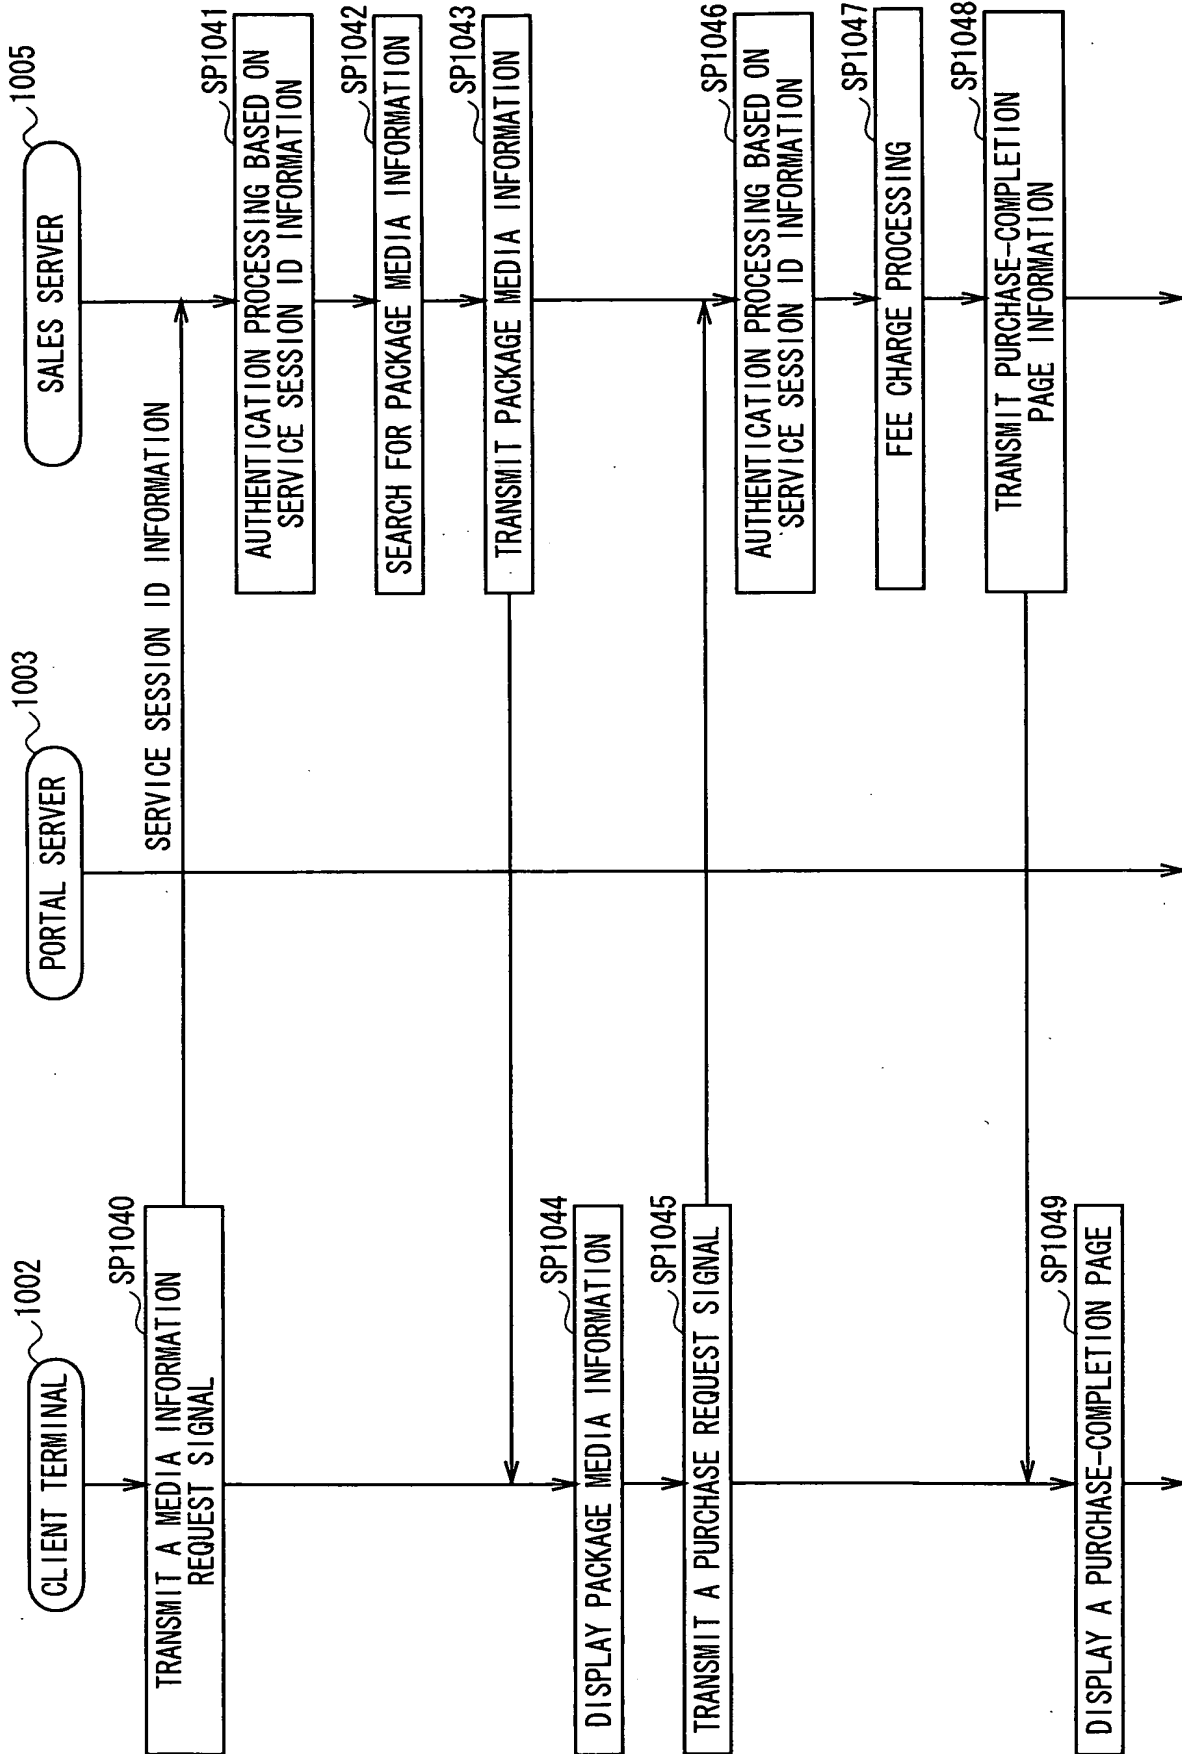 CLIENT TERMINAL
1002
PORTAL SERVER
1003
SALES SERVER
1005
SP1040
TRANSMIT A MEDIA INFORMATION
REQUEST SIGNAL
SERVICE SESSION ID INFORMATION
SP1041
AUTHENTICATION PROCESSING BASED ON
SERVICE SESSION ID INFORMATION
SP1042
SEARCH FOR PACKAGE MEDIA INFORMATION
SP1043
TRANSMIT PACKAGE MEDIA INFORMATION
SP1044
DISPLAY PACKAGE MEDIA INFORMATION
SP1045
TRANSMIT A PURCHASE REQUEST SIGNAL
SP1046
AUTHENTICATION PROCESSING BASED ON
SERVICE SESSION ID INFORMATION
SP1047
FEE CHARGE PROCESSING
SP1048
TRANSMIT PURCHASE-COMPLETION
PAGE INFORMATION
SP1049
DISPLAY A PURCHASE-COMPLETION PAGE